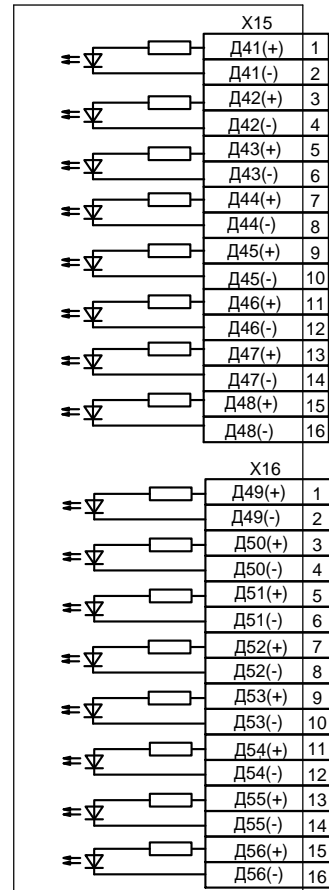 X15
Д41(+) 1
Д41(-) 2
Д42(+) 3
Д42(-) 4
Д43(+) 5
Д43(-) 6
Д44(+) 7
Д44(-) 8
Д45(+) 9
Д45(-) 10
Д46(+) 11
Д46(-) 12
Д47(+) 13
Д47(-) 14
Д48(+) 15
Д48(-) 16
X16
Д49(+) 1
Д49(-) 2
Д50(+) 3
Д50(-) 4
Д51(+) 5
Д51(-) 6
Д52(+) 7
Д52(-) 8
Д53(+) 9
Д53(-) 10
Д54(+) 11
Д54(-) 12
Д55(+) 13
Д55(-) 14
Д56(+) 15
Д56(-) 16